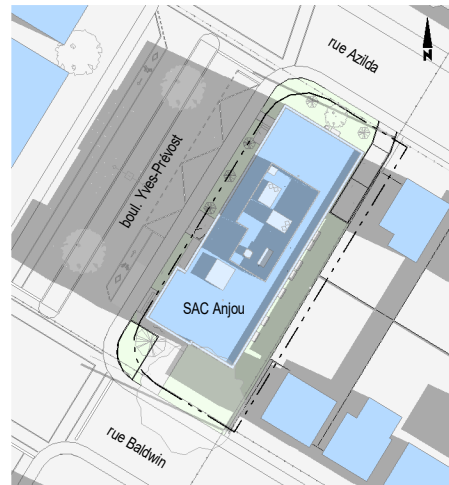 rue Azilda
N
boul. Yves-Prévost
SAC Anjou
rue Baldwin